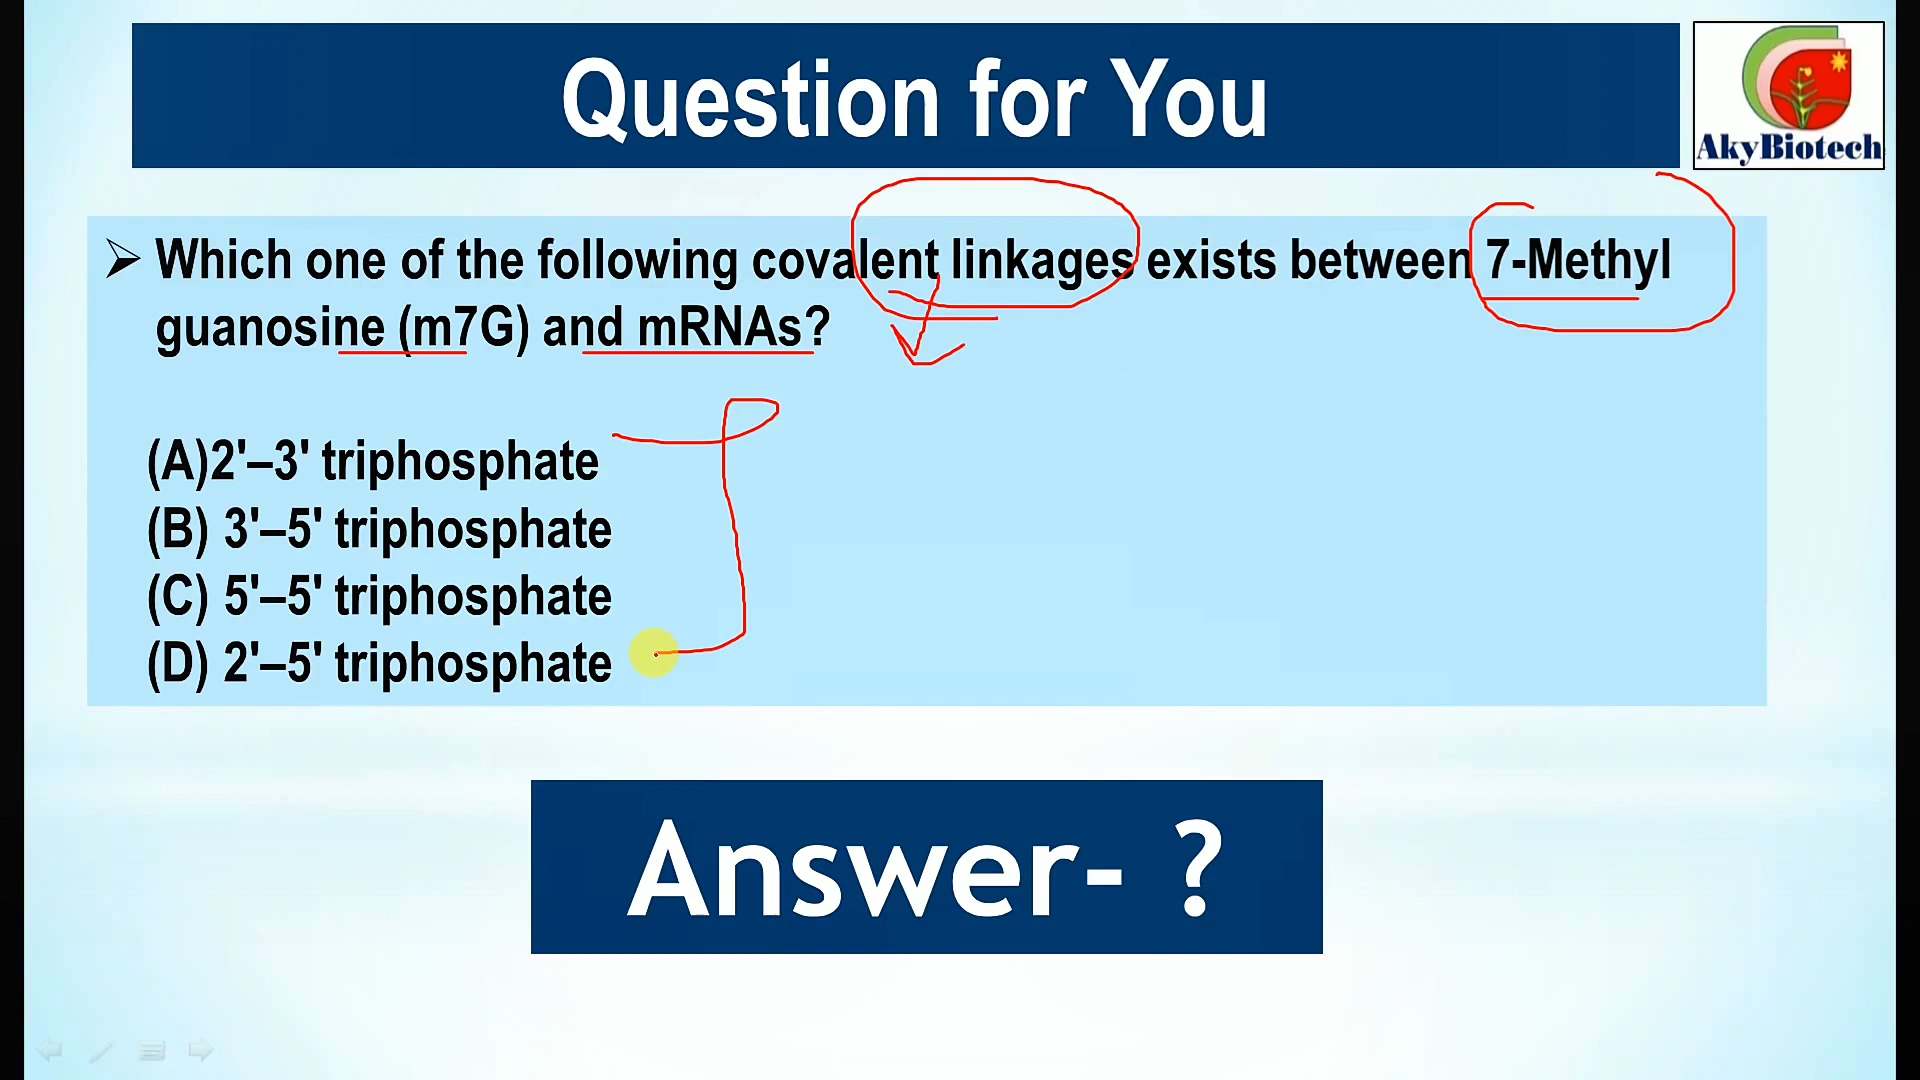 Question for You
AkyBiotech
➢ Which one of the following covalent linkages exists between 7-Methyl
guanosine (m7G) and mRNAs?
(A)2'–3' triphosphate
(B) 3'–5' triphosphate
(C) 5'–5' triphosphate
(D) 2'–5' triphosphate
Answer- ?